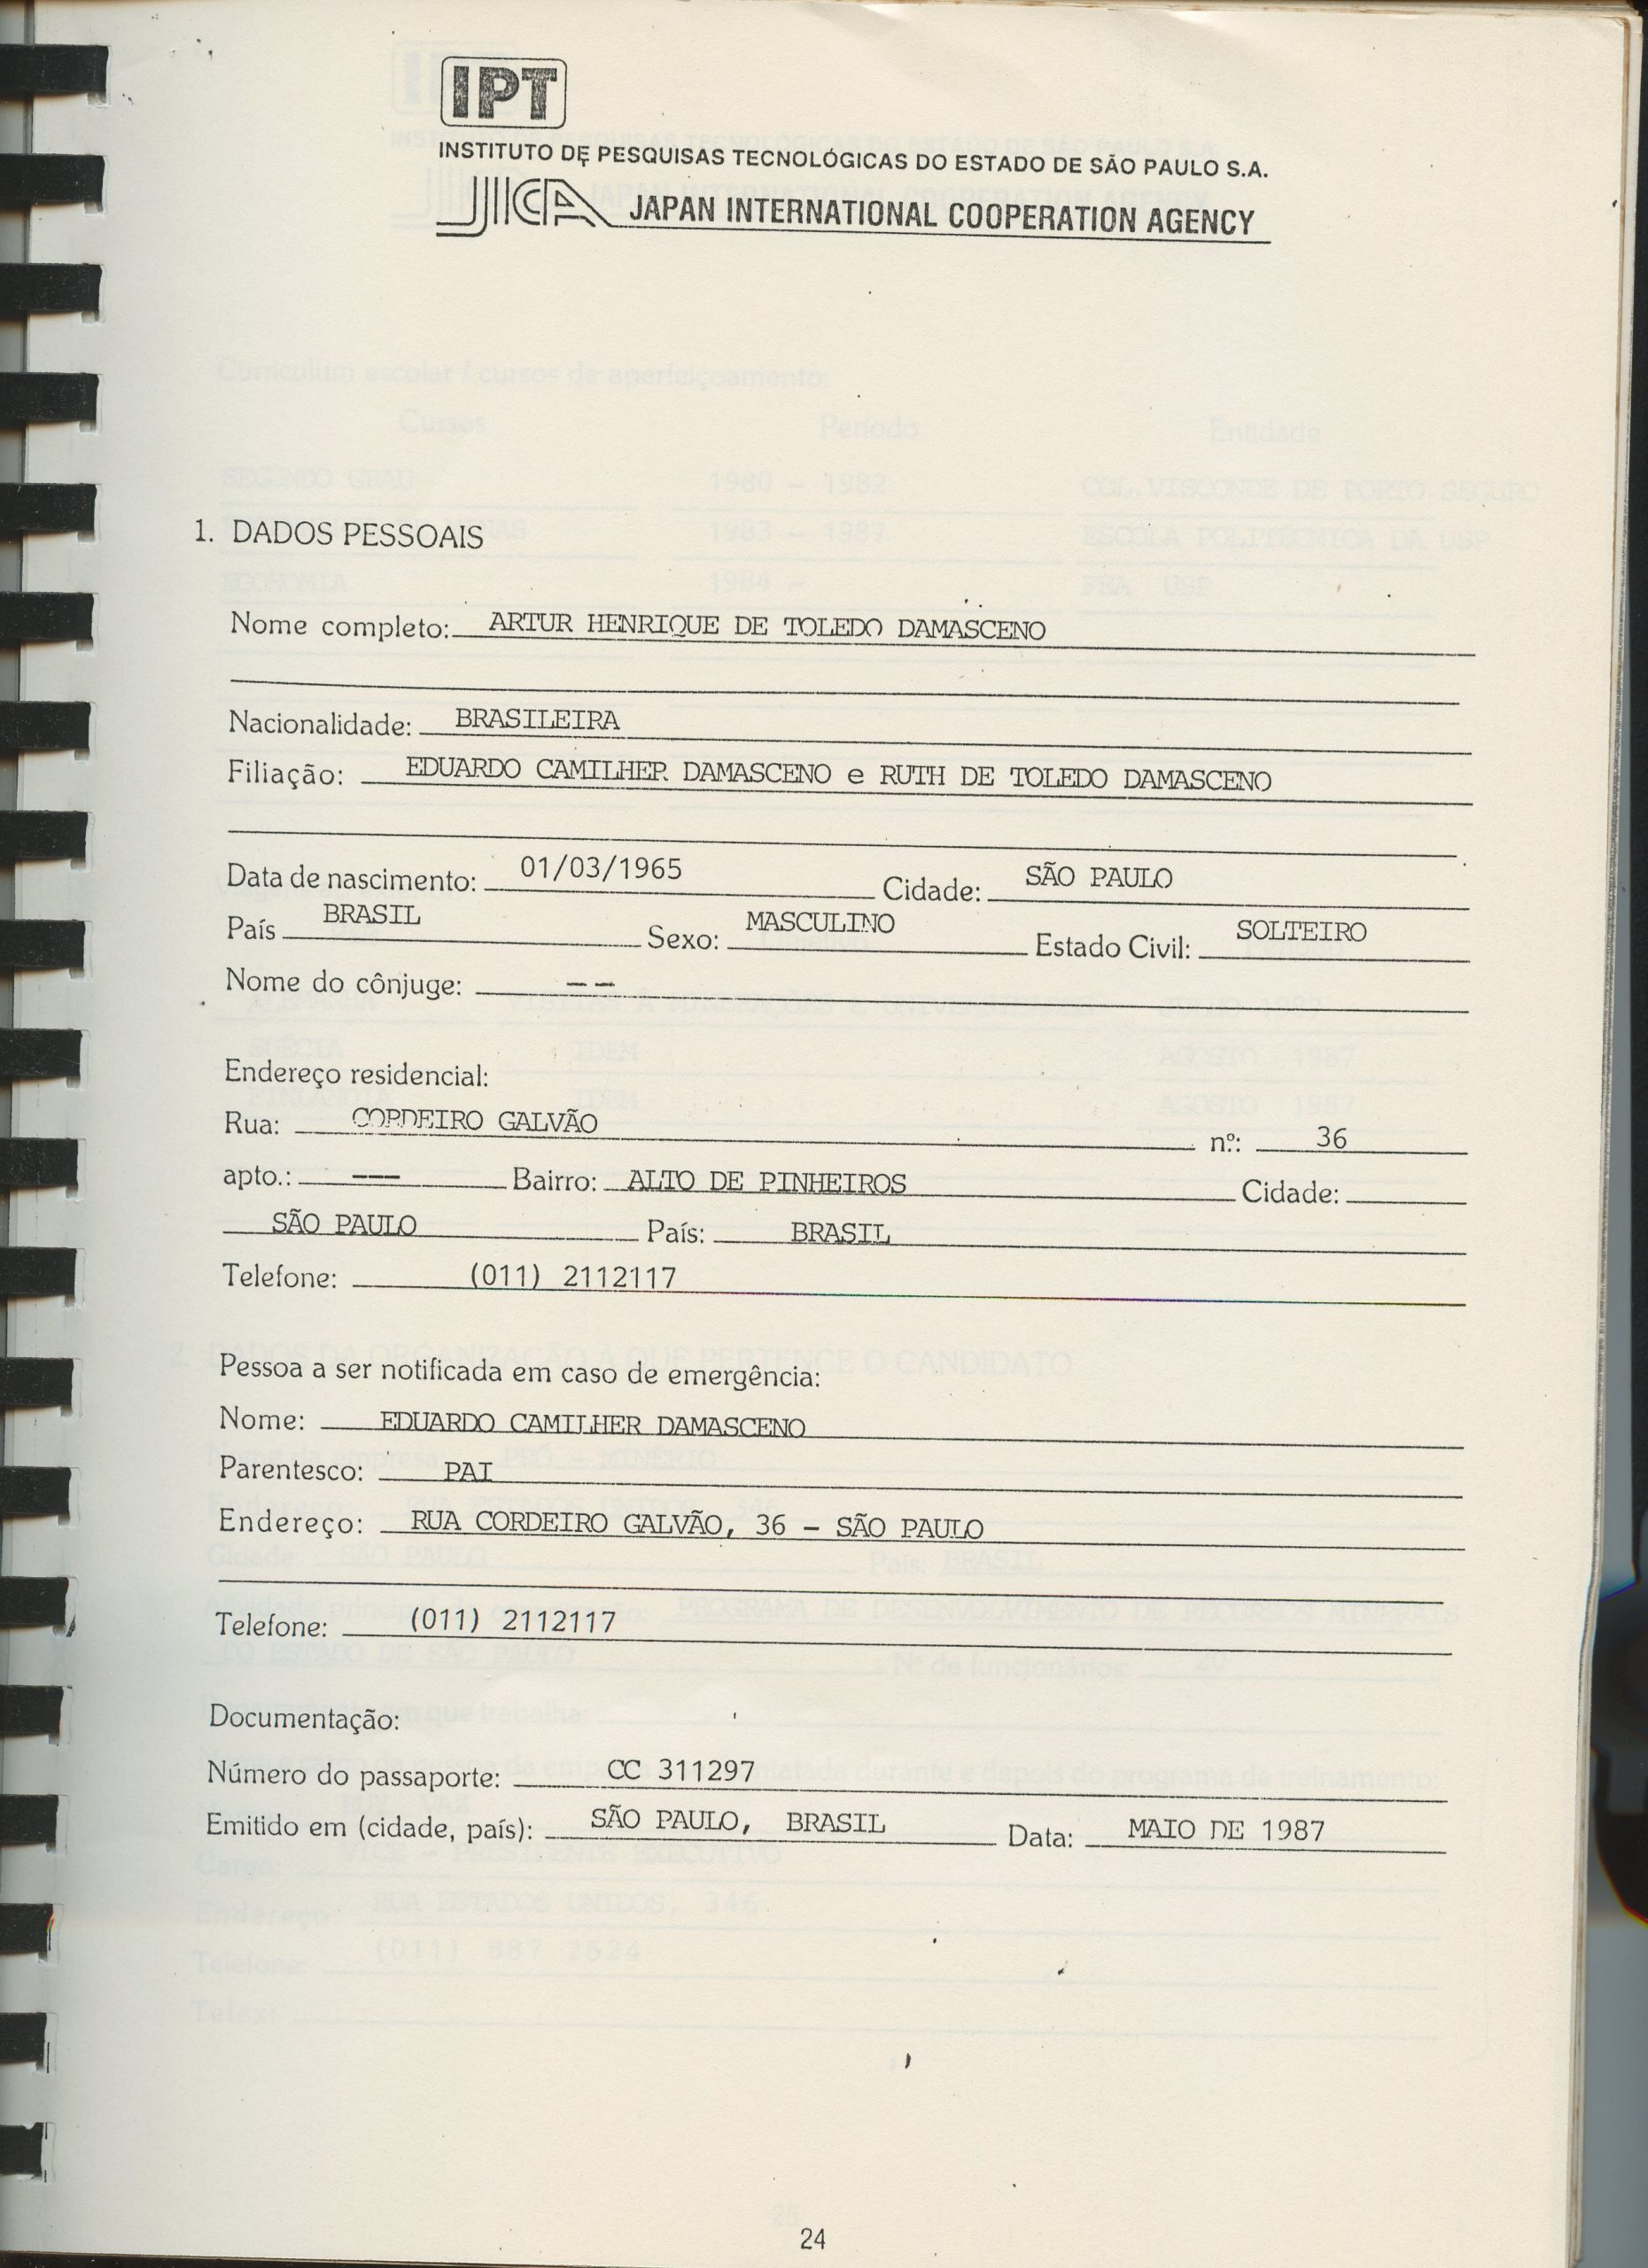 IPT
INSTITUTO DE PESQUISAS TECNOLÓGICAS DO ESTADO DE SÃO PAULO S.A.
JICA JAPAN INTERNATIONAL COOPERATION AGENCY
1. DADOS PESSOAIS
Nome completo: ARTUR HENRIQUE DE TOLEDO DAMASCENO
Nacionalidade: BRASILEIRA
Filiação: EDUARDO CAMILHER DAMASCENO e RUTH DE TOLEDO DAMASCENO
Data de nascimento: 01/03/1965 Cidade: SÃO PAULO
País BRASIL Sexo: MASCULINO Estado Civil: SOLTEIRO
Nome do cônjuge: --
Endereço residencial:
Rua: CORDEIRO GALVÃO nº: 36
apto.: --- Bairro: ALTO DE PINHEIROS Cidade:
SÃO PAULO País: BRASIL
Telefone: (011) 2112117
Pessoa a ser notificada em caso de emergência:
Nome: EDUARDO CAMILHER DAMASCENO
Parentesco: PAI
Endereço: RUA CORDEIRO GALVÃO, 36 - SÃO PAULO
Telefone: (011) 2112117
Documentação:
Número do passaporte: CC 311297
Emitido em (cidade, país): SÃO PAULO, BRASIL Data: MAIO DE 1987
24